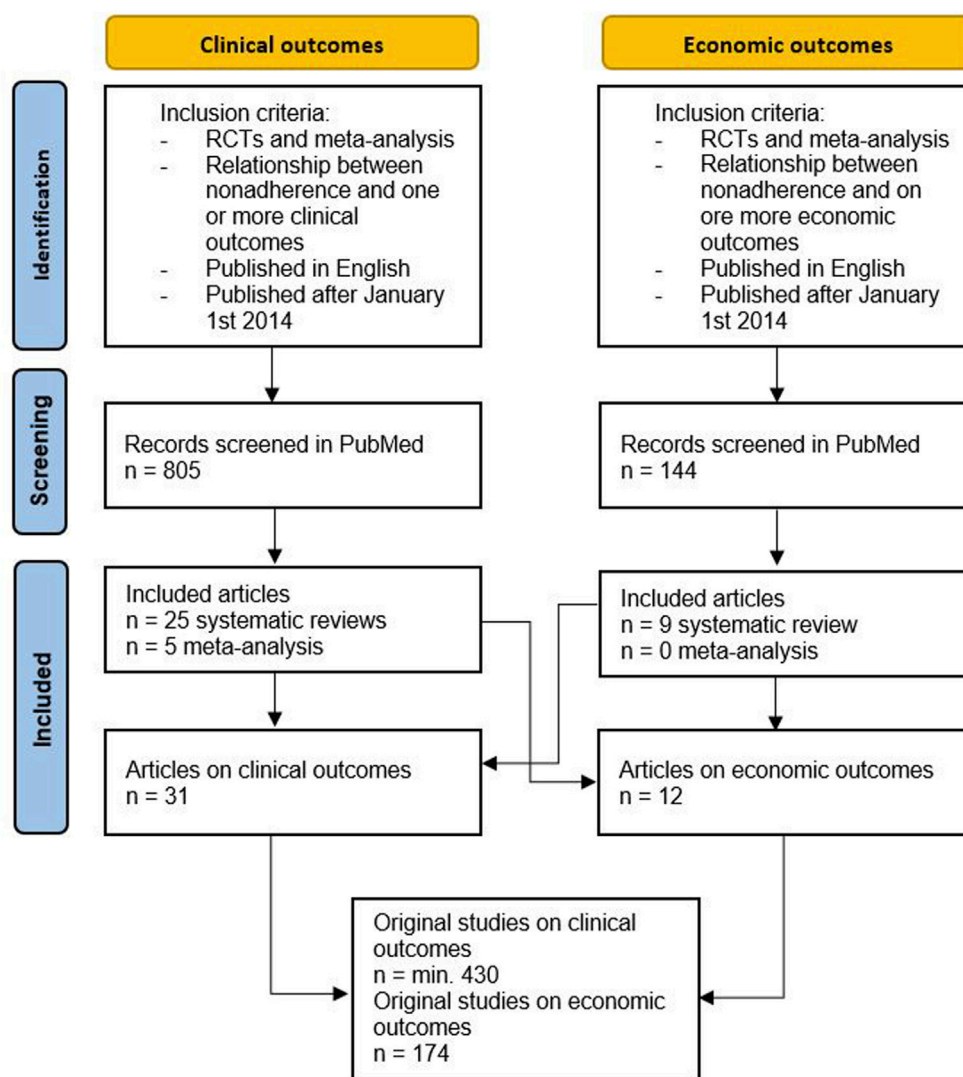 Clinical outcomes
Economic outcomes
Identification
Inclusion criteria:
- RCTs and meta-analysis
- Relationship between
nonadherence and one
or more clinical
outcomes
- Published in English
- Published after January
1st 2014
Inclusion criteria:
- RCTs and meta-analysis
- Relationship between
nonadherence and on
ore more economic
outcomes
- Published in English
- Published after January
1st 2014
Screening
Records screened in PubMed
n = 805
Records screened in PubMed
n = 144
Included
Included articles
n = 25 systematic reviews
n = 5 meta-analysis
Included articles
n = 9 systematic review
n = 0 meta-analysis
Articles on clinical outcomes
n = 31
Articles on economic outcomes
n = 12
Original studies on clinical
outcomes
n = min. 430
Original studies on economic
outcomes
n = 174